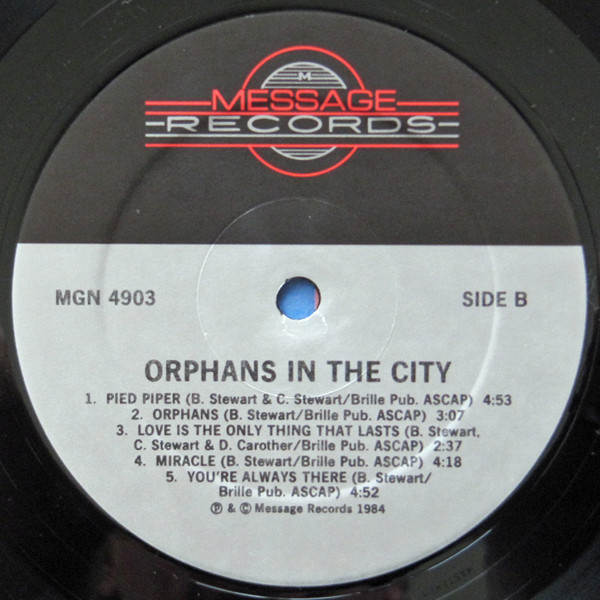 M
MESSAGE
RECORDS
MGN 4903
SIDE B
ORPHANS IN THE CITY
1. PIED PIPER (B. Stewart & C. Stewart/Brille Pub. ASCAP) 4:53
2. ORPHANS (B. Stewart/Brille Pub. ASCAP) 3:07
3. LOVE IS THE ONLY THING THAT LASTS (B. Stewart,
C. Stewart & D. Carother/Brille Pub. ASCAP) 2:37
4. MIRACLE (B. Stewart/Brille Pub. ASCAP) 4:18
5. YOU'RE ALWAYS THERE (B. Stewart/
Brille Pub. ASCAP) 4:52
℗ & © Message Records 1984